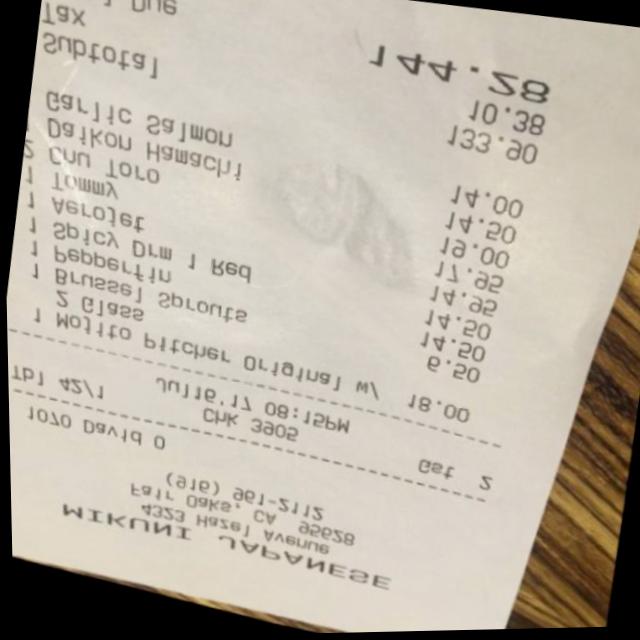 MIKUNI JAPANESE
4323 Hazel Avenue
Fair Oaks, CA 95628
(916) 961-2112
1070 David O
Tbl 42/1 Chk 3905 Gst 2
Jul16'17 08:15PM
1 Mojito Pitcher Original w/ 18.00
2 Glass
1 Brussel Sprouts 6.50
1 Pepperfin 14.50
1 Spicy Drm 1 Red 14.50
1 Aerojet 14.95
1 Tommy 17.95
2 Chu Toro 19.00
Daikon Hamachi 14.50
Garlic Salmon 14.00
Subtotal 133.90
Tax 10.38
Due 144.28